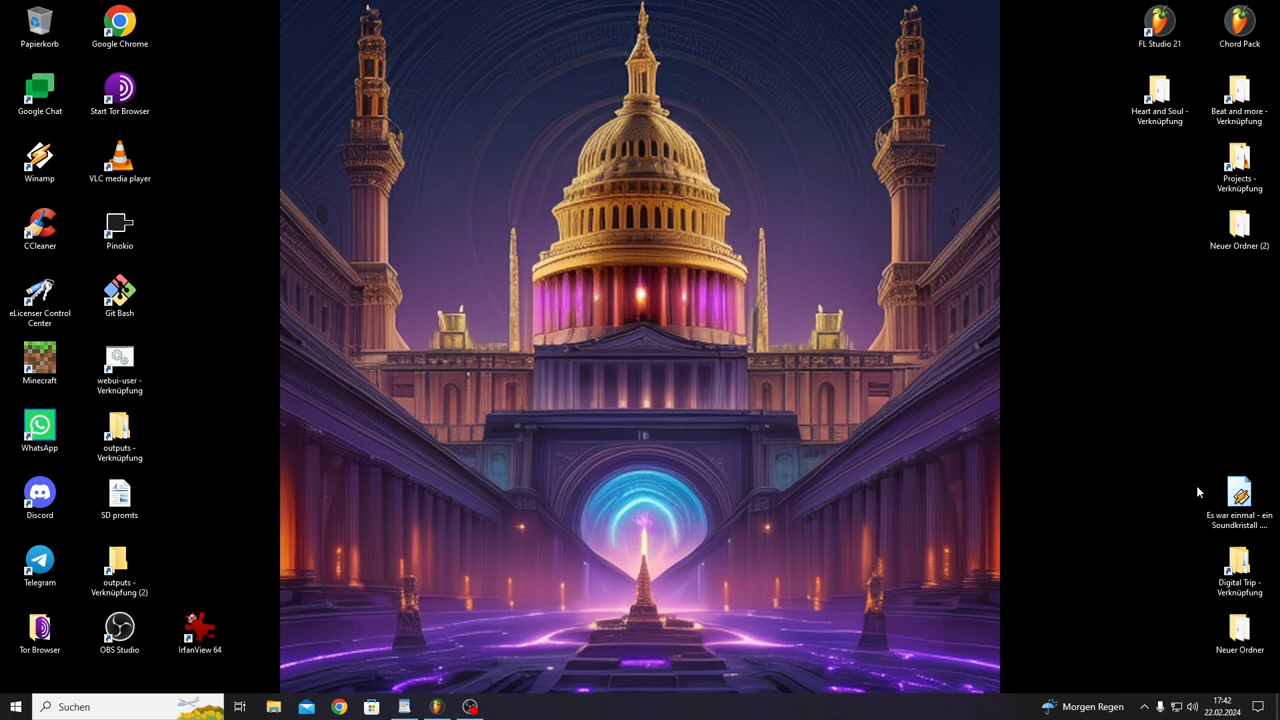 Papierkorb
Google Chrome
Google Chat
Start Tor Browser
Winamp
VLC media player
CCleaner
Pinokio
eLicenser Control
Center
Git Bash
Minecraft
webui-user -
Verknüpfung
WhatsApp
outputs -
Verknüpfung
Discord
SD promts
Telegram
outputs -
Verknüpfung (2)
Tor Browser
OBS Studio
IrfanView 64
FL Studio 21
Chord Pack
Heart and Soul -
Verknüpfung
Beat and more -
Verknüpfung
Projects -
Verknüpfung
Neuer Ordner (2)
Es war einmal - ein
Soundkristall ....
Digital Trip -
Verknüpfung
Neuer Ordner
Suchen
Morgen Regen
17:42
22.02.2024